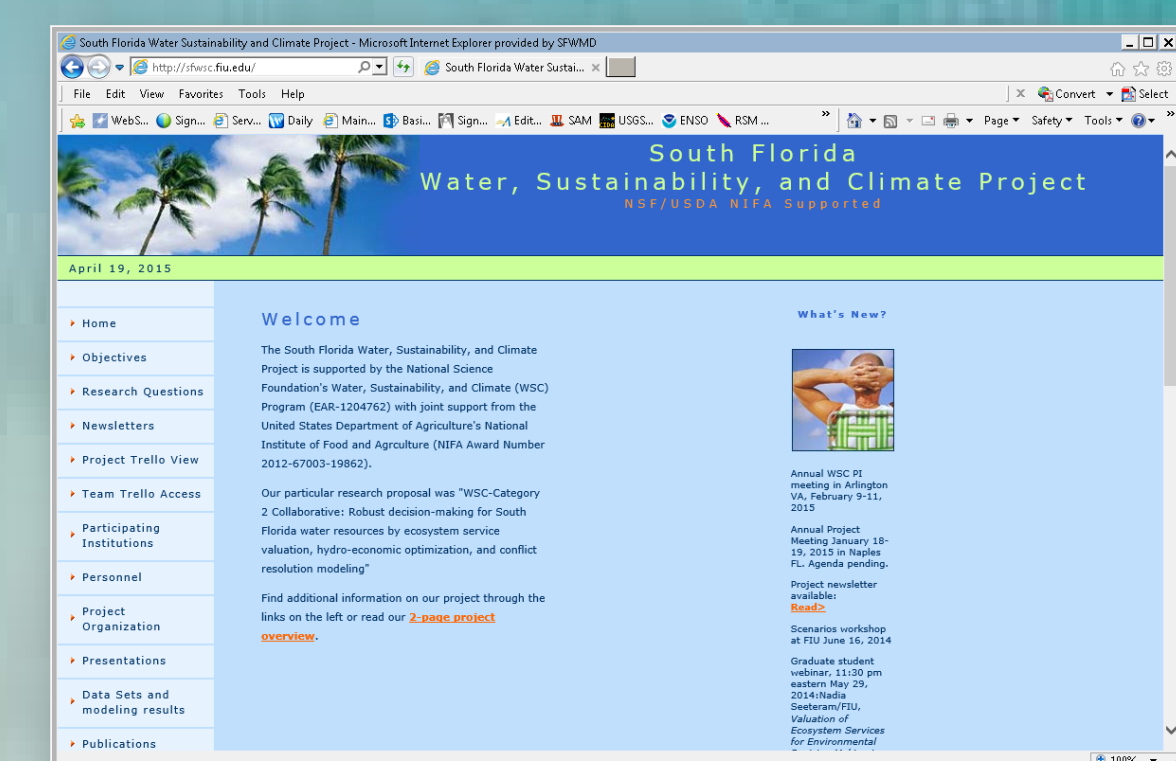 South Florida Water Sustainability and Climate Project - Microsoft Internet Explorer provided by SFWMD
http://sfwsc.fiu.edu/
South Florida Water Sustai...
File Edit View Favorites Tools Help
Convert Select
WebS... Sign... Serv... Daily Main... Basi... Sign... Edit... SAM USGS... ENSO RSM ... » Page Safety Tools »
South Florida
Water, Sustainability, and Climate Project
NSF/USDA NIFA Supported
April 19, 2015
Home
Objectives
Research Questions
Newsletters
Project Trello View
Team Trello Access
Participating
Institutions
Personnel
Project
Organization
Presentations
Data Sets and
modeling results
Publications
Welcome
The South Florida Water, Sustainability, and Climate
Project is supported by the National Science
Foundation's Water, Sustainability, and Climate (WSC)
Program (EAR-1204762) with joint support from the
United States Department of Agriculture's National
Institute of Food and Agrculture (NIFA Award Number
2012-67003-19862).
Our particular research proposal was "WSC-Category
2 Collaborative: Robust decision-making for South
Florida water resources by ecosystem service
valuation, hydro-economic optimization, and conflict
resolution modeling"
Find additional information on our project through the
links on the left or read our 2-page project
overview.
What's New?
Annual WSC PI
meeting in Arlington
VA, February 9-11,
2015
Annual Project
Meeting January 18-
19, 2015 in Naples
FL. Agenda pending.
Project newsletter
available:
Read>
Scenarios workshop
at FIU June 16, 2014
Graduate student
webinar, 11:30 pm
eastern May 29,
2014:Nadia
Seeteram/FIU,
Valuation of
Ecosystem Services
for Environmental
100%